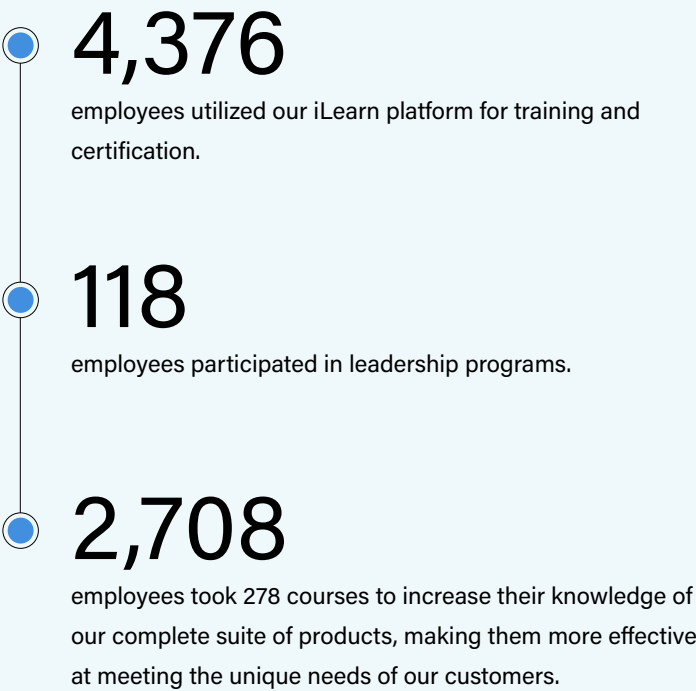 4,376
employees utilized our iLearn platform for training and
certification.
118
employees participated in leadership programs.
2,708
employees took 278 courses to increase their knowledge of
our complete suite of products, making them more effective
at meeting the unique needs of our customers.